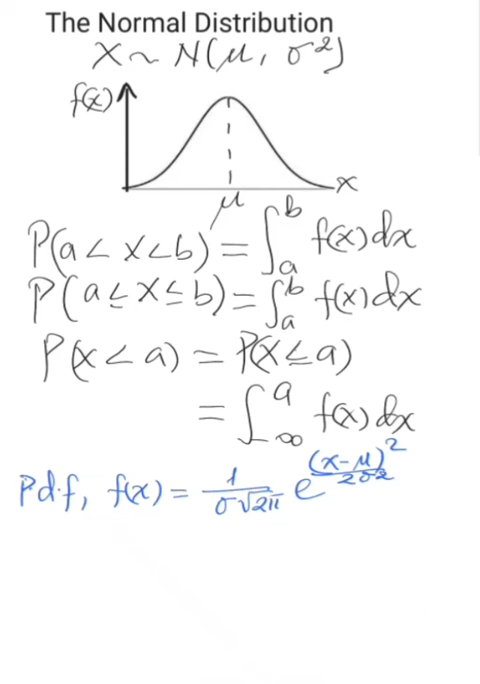 The Normal Distribution
X ~ N(μ, σ²)
f(x)
x
μ
P(a < X < b) = ∫ₐᵇ f(x) dx
P(a ≤ X ≤ b) = ∫ₐᵇ f(x) dx
P(X < a) = P(X ≤ a)
= ∫₋∞ᵃ f(x) dx
Pdf, f(x) = 1/(σ√2π) e^((x-μ)²/2σ²)